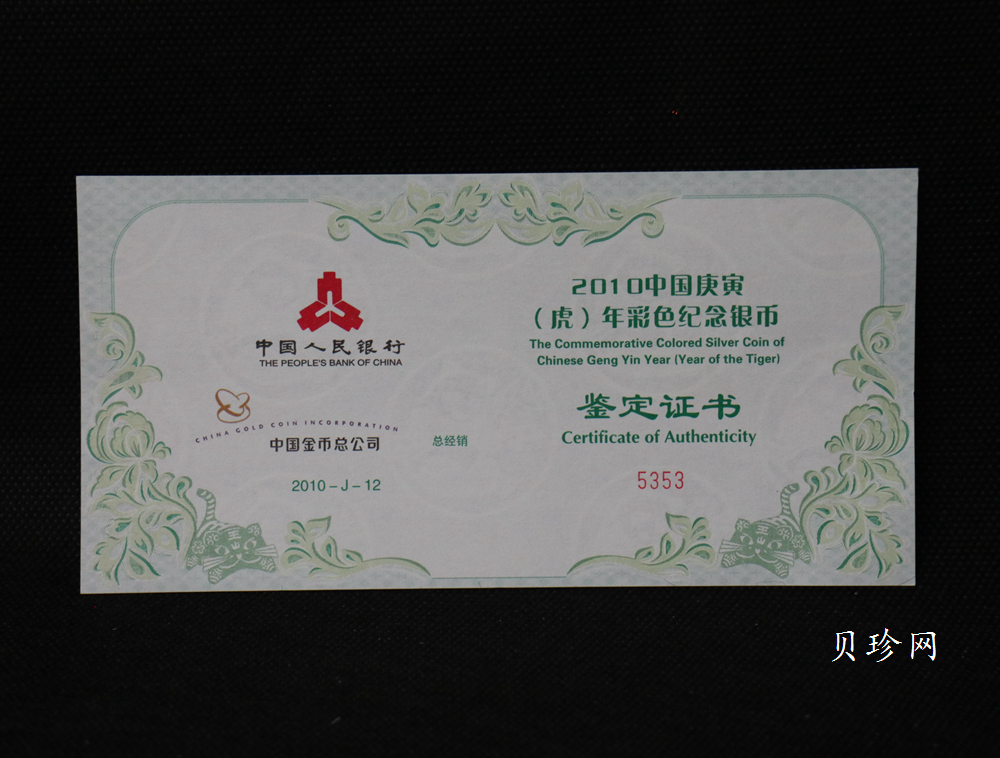 中国人民银行
THE PEOPLE'S BANK OF CHINA
CHINA GOLD COIN INCORPORATION
中国金币总公司
总经销
2010-J-12
2010中国庚寅
（虎）年彩色纪念银币
The Commemorative Colored Silver Coin of
Chinese Geng Yin Year (Year of the Tiger)
鉴定证书
Certificate of Authenticity
5353
王
王
贝珍网